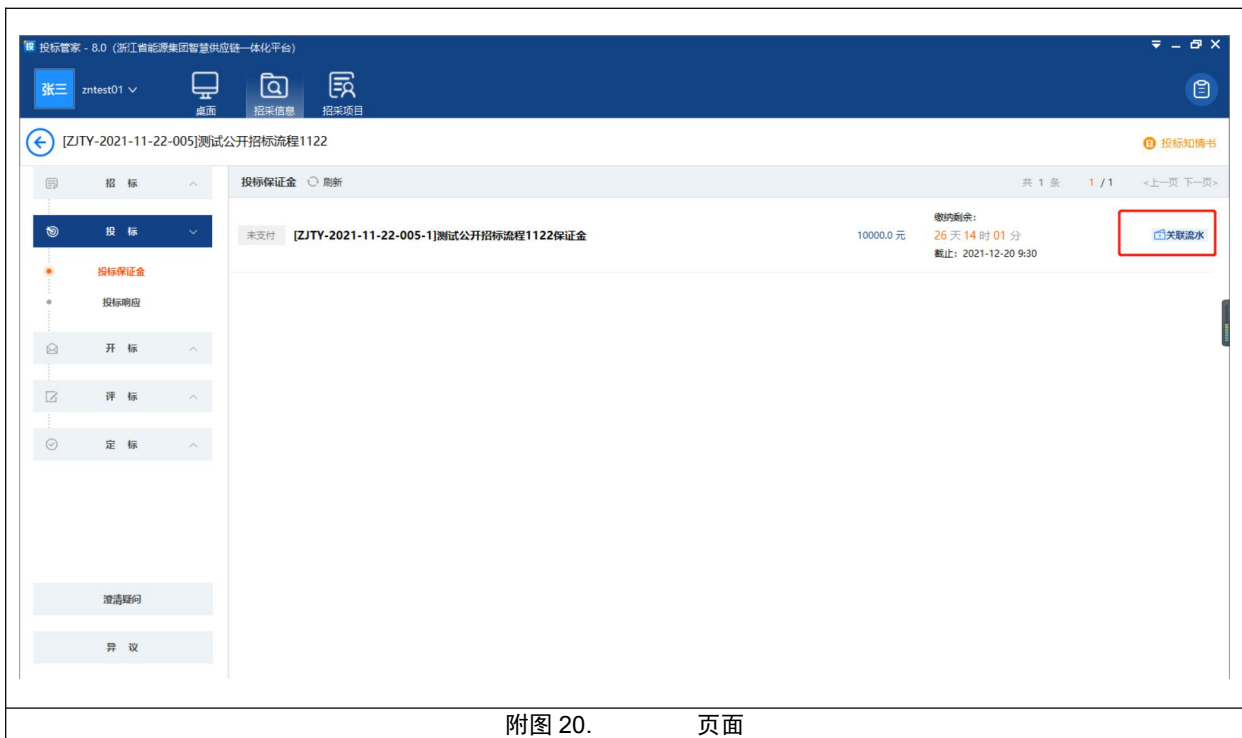 投标管家 - 8.0 (浙江省能源集团智慧供应链一体化平台)
张三 zntest01
桌面 招采信息 招采项目
[ZJTY-2021-11-22-005]测试公开招标流程1122 投标知情书
招 标
投标保证金 刷新 共 1 条 1 / 1 <上一页 下一页>
投 标
未支付 [ZJTY-2021-11-22-005-1]测试公开招标流程1122保证金 10000.0 元
缴纳剩余:
26 天 14 时 01 分
截止: 2021-12-20 9:30
关联流水
投标保证金
投标响应
开 标
评 标
定 标
澄清疑问
异 议
附图 20. 页面